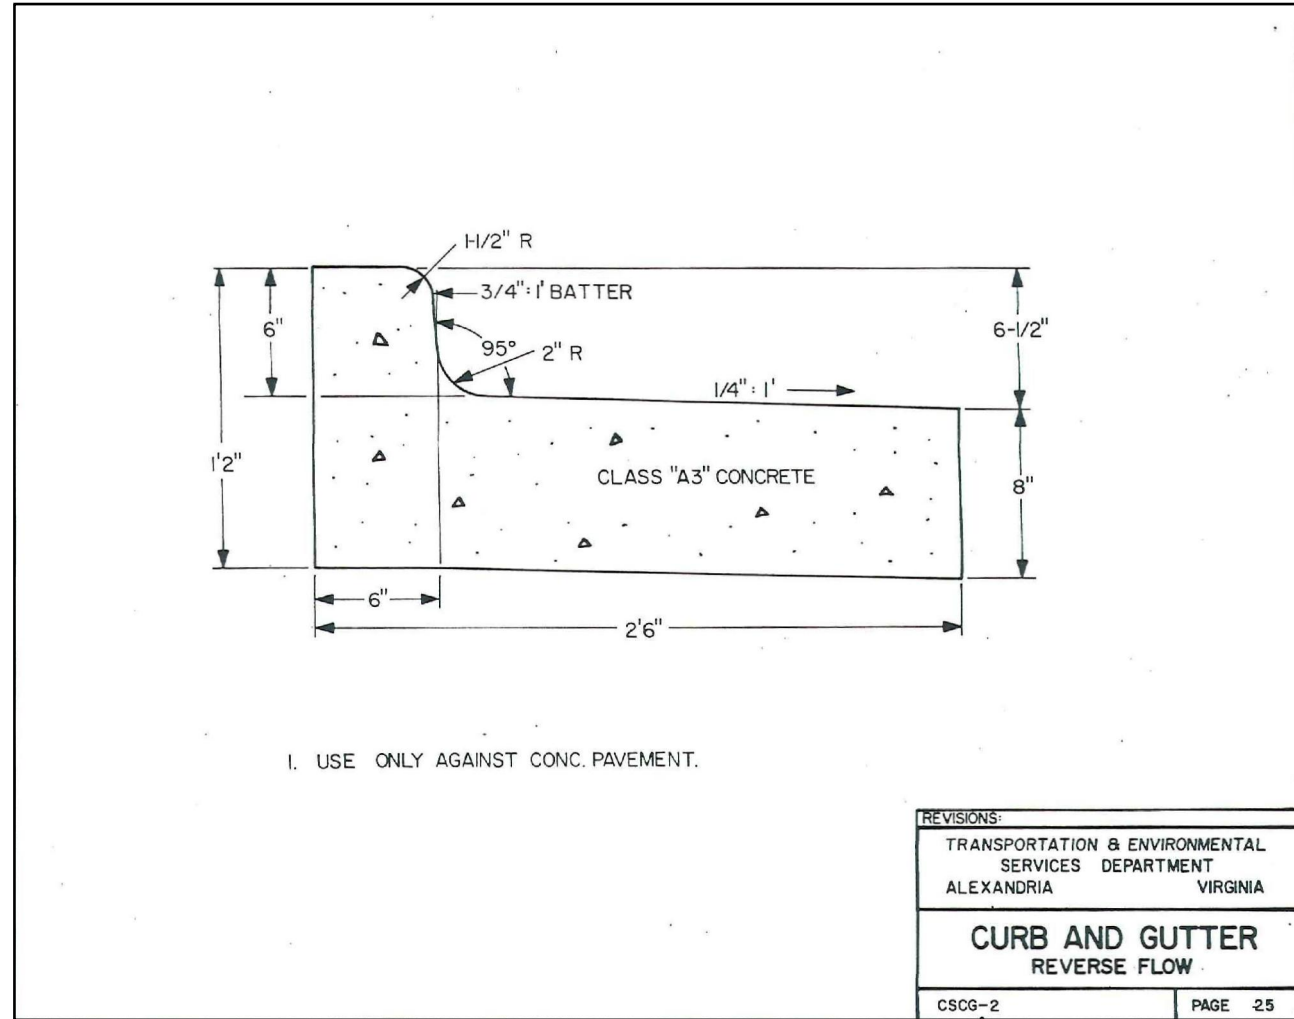 1-1/2" R
3/4":1' BATTER
6"
6-1/2"
95°
2" R
1/4" : 1'
1'2"
CLASS "A3" CONCRETE
8"
6"
2'6"
1. USE ONLY AGAINST CONC. PAVEMENT.
REVISIONS:
TRANSPORTATION & ENVIRONMENTAL
SERVICES DEPARTMENT
ALEXANDRIA VIRGINIA
CURB AND GUTTER
REVERSE FLOW
CSCG-2 PAGE 25